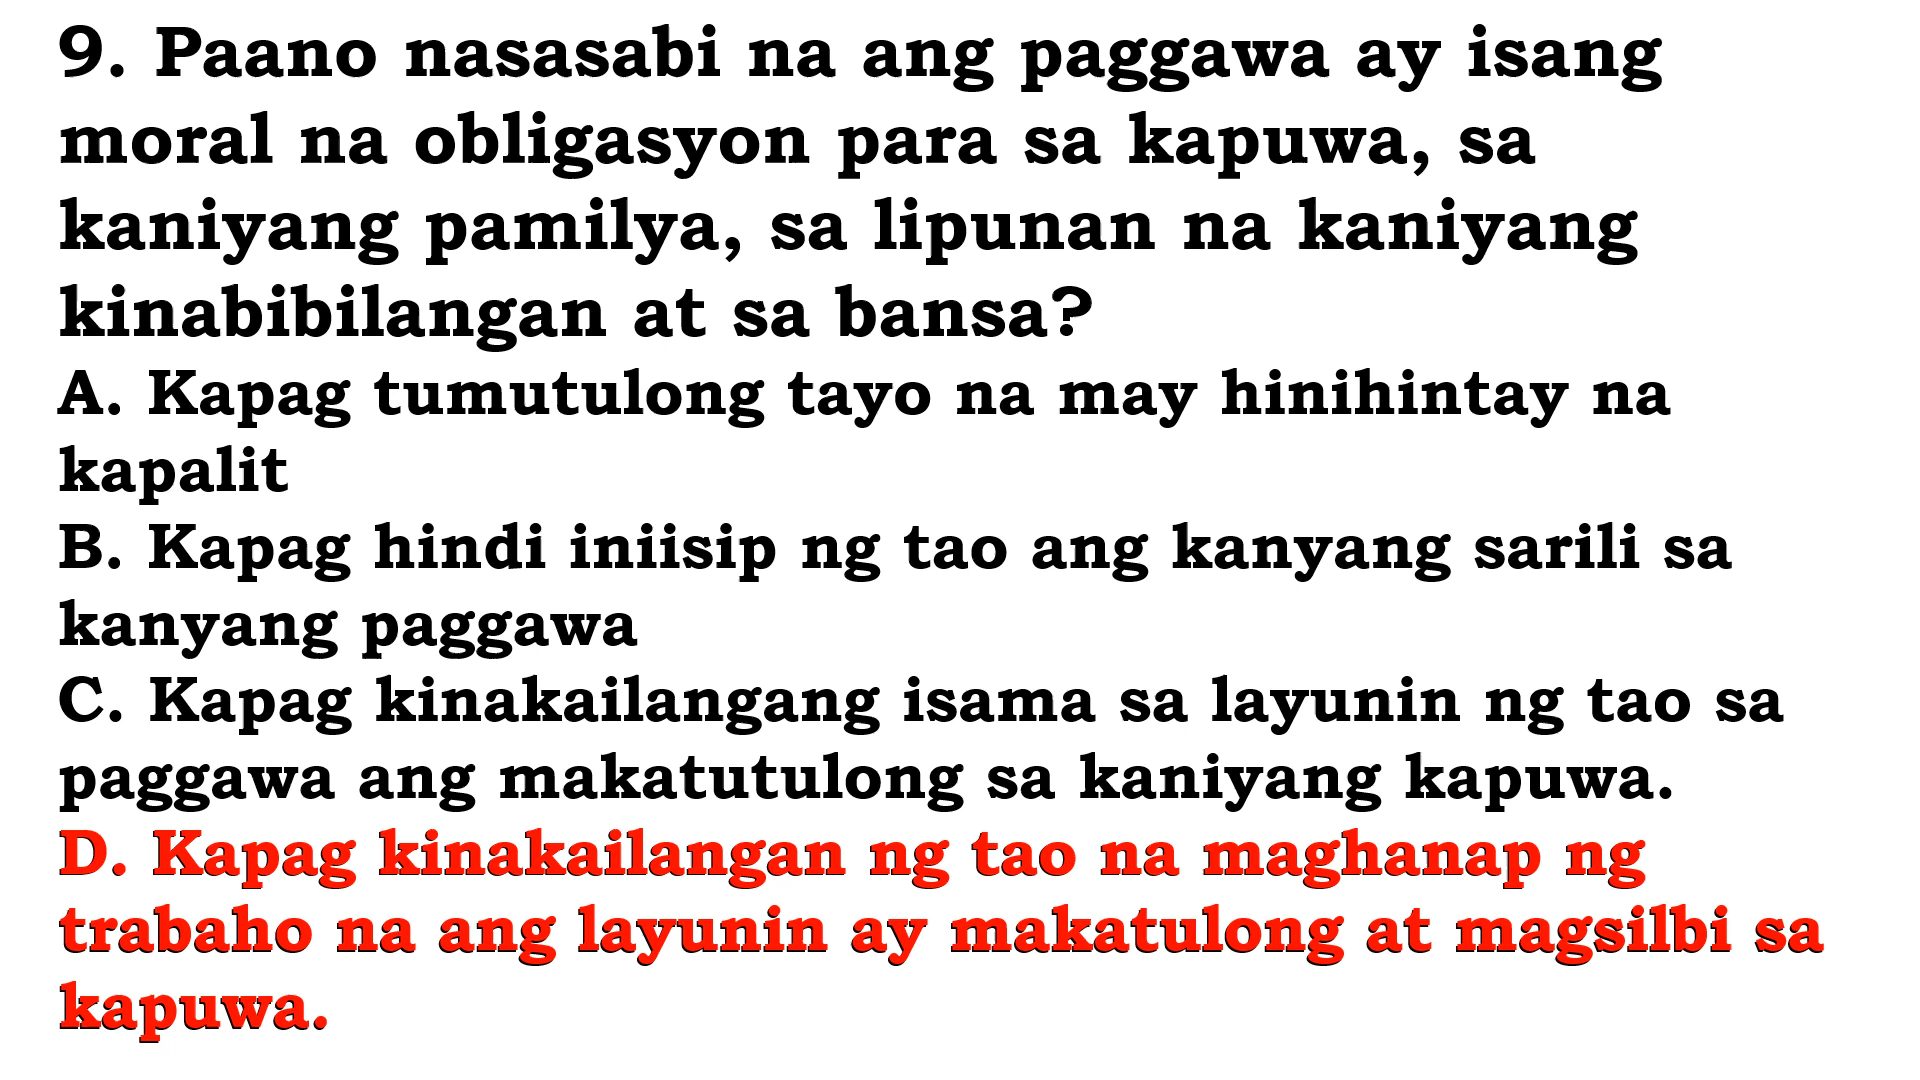 9. Paano nasasabi na ang paggawa ay isang
moral na obligasyon para sa kapuwa, sa
kaniyang pamilya, sa lipunan na kaniyang
kinabibilangan at sa bansa?
A. Kapag tumutulong tayo na may hinihintay na
kapalit
B. Kapag hindi iniisip ng tao ang kanyang sarili sa
kanyang paggawa
C. Kapag kinakailangang isama sa layunin ng tao sa
paggawa ang makatutulong sa kaniyang kapuwa.
D. Kapag kinakailangan ng tao na maghanap ng
trabaho na ang layunin ay makatulong at magsilbi sa
kapuwa.